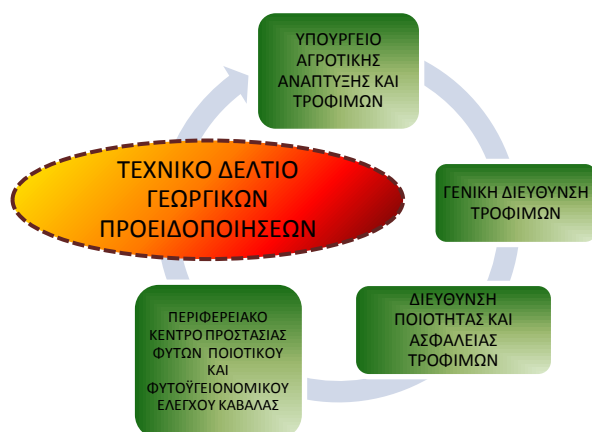 ΥΠΟΥΡΓΕΙΟ
ΑΓΡΟΤΙΚΗΣ
ΑΝΑΠΤΥΞΗΣ ΚΑΙ
ΤΡΟΦΙΜΩΝ
ΓΕΝΙΚΗ ΔΙΕΥΘΥΝΣΗ
ΤΡΟΦΙΜΩΝ
ΔΙΕΥΘΥΝΣΗ
ΠΟΙΟΤΗΤΑΣ ΚΑΙ
ΑΣΦΑΛΕΙΑΣ
ΤΡΟΦΙΜΩΝ
ΠΕΡΙΦΕΡΕΙΑΚΟ
ΚΕΝΤΡΟ ΠΡΟΣΤΑΣΙΑΣ
ΦΥΤΩΝ ΠΟΙΟΤΙΚΟΥ
ΚΑΙ
ΦΥΤΟΫΓΕΙΟΝΟΜΙΚΟΥ
ΕΛΕΓΧΟΥ ΚΑΒΑΛΑΣ
ΤΕΧΝΙΚΟ ΔΕΛΤΙΟ
ΓΕΩΡΓΙΚΩΝ
ΠΡΟΕΙΔΟΠΟΙΗΣΕΩΝ